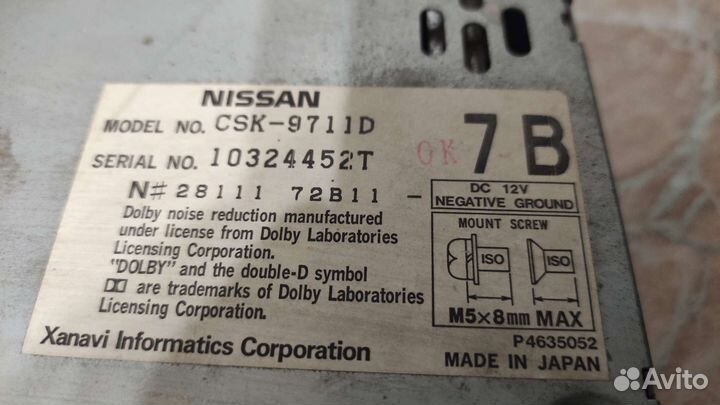 NISSAN
MODEL NO. CSK-9711D
SERIAL NO. 10324452T
OK 7B
N# 28111 72B11 -
DC 12V
NEGATIVE GROUND
Dolby noise reduction manufactured
under license from Dolby Laboratories
Licensing Corporation.
"DOLBY" and the double-D symbol
are trademarks of Dolby Laboratories
Licensing Corporation.
MOUNT SCREW
ISO ISO
M5×8mm MAX
P4635052
Xanavi Informatics Corporation
MADE IN JAPAN
Avito